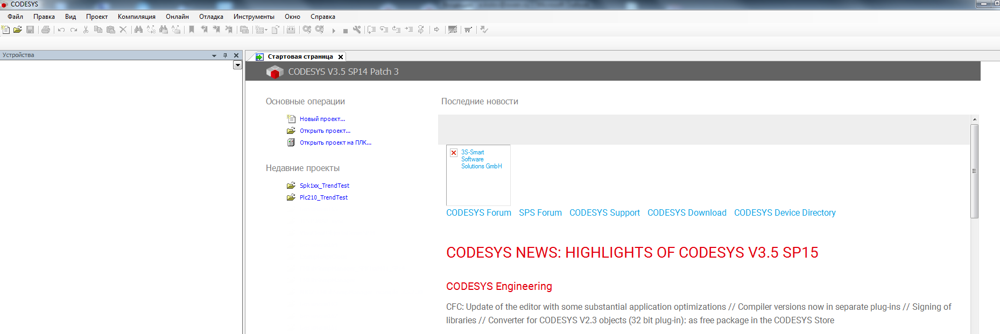 CODESYS
Файл Правка Вид Проект Компиляция Онлайн Отладка Инструменты Окно Справка
Устройства
Стартовая страница
CODESYS V3.5 SP14 Patch 3
Основные операции
Новый проект...
Открыть проект...
Открыть проект на ПЛК...
Недавние проекты
Spk1xx_TrendTest
Plc210_TrendTest
Последние новости
3S-Smart
Software
Solutions GmbH
CODESYS Forum SPS Forum CODESYS Support CODESYS Download CODESYS Device Directory
CODESYS NEWS: HIGHLIGHTS OF CODESYS V3.5 SP15
CODESYS Engineering
CFC: Update of the editor with some substantial application optimizations // Compiler versions now in separate plug-ins // Signing of
libraries // Converter for CODESYS V2.3 objects (32 bit plug-in): as free package in the CODESYS Store